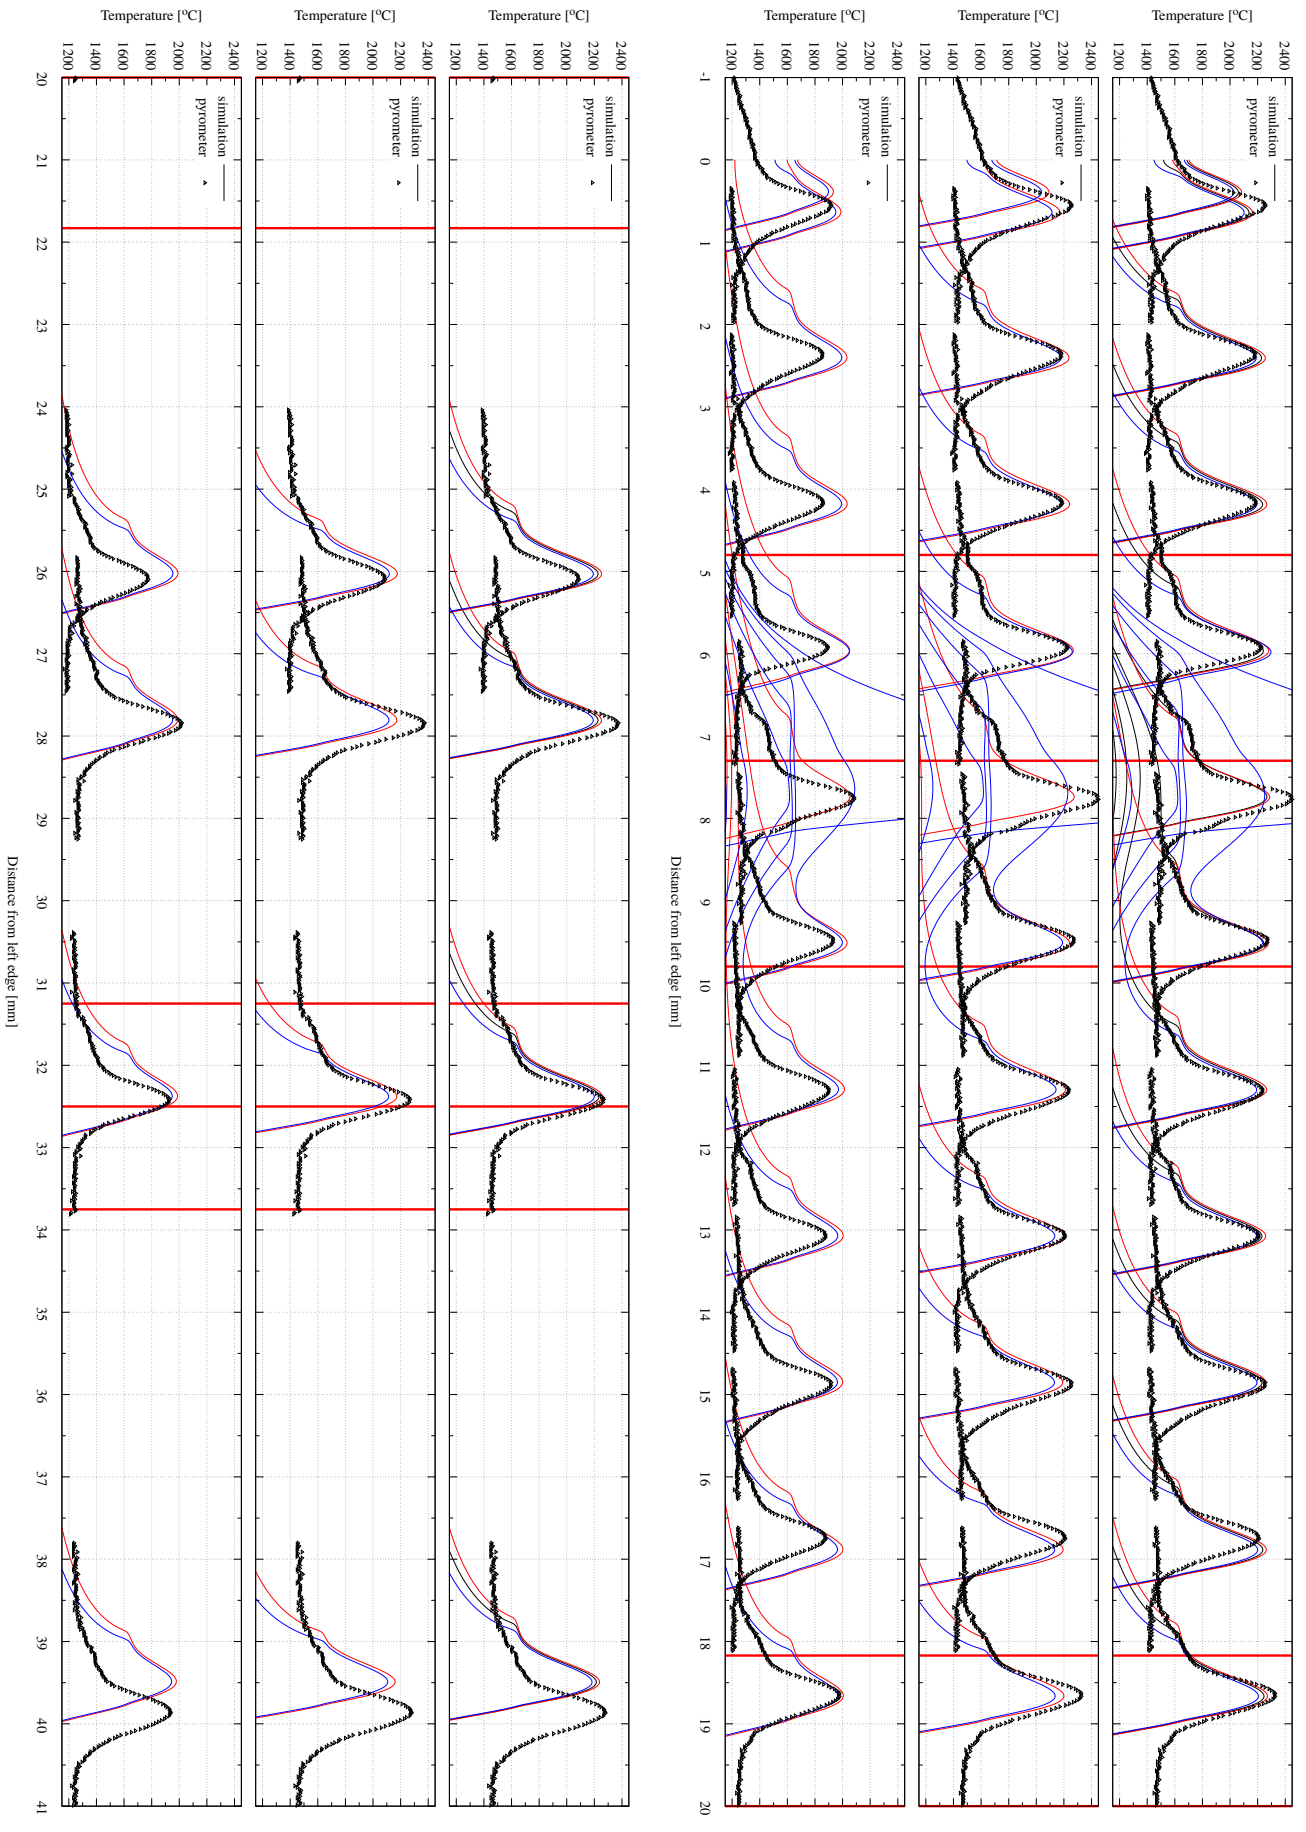 Temperature [°C]
2400
2200
2000
1800
1600
1400
1200
simulation
pyrometer
Temperature [°C]
2400
2200
2000
1800
1600
1400
1200
simulation
pyrometer
Temperature [°C]
2400
2200
2000
1800
1600
1400
1200
simulation
pyrometer
-1 0 1 2 3 4 5 6 7 8 9 10 11 12 13 14 15 16 17 18 19 20
Distance from left edge [mm]
Temperature [°C]
2400
2200
2000
1800
1600
1400
1200
simulation
pyrometer
Temperature [°C]
2400
2200
2000
1800
1600
1400
1200
simulation
pyrometer
Temperature [°C]
2400
2200
2000
1800
1600
1400
1200
simulation
pyrometer
20 21 22 23 24 25 26 27 28 29 30 31 32 33 34 35 36 37 38 39 40 41
Distance from left edge [mm]